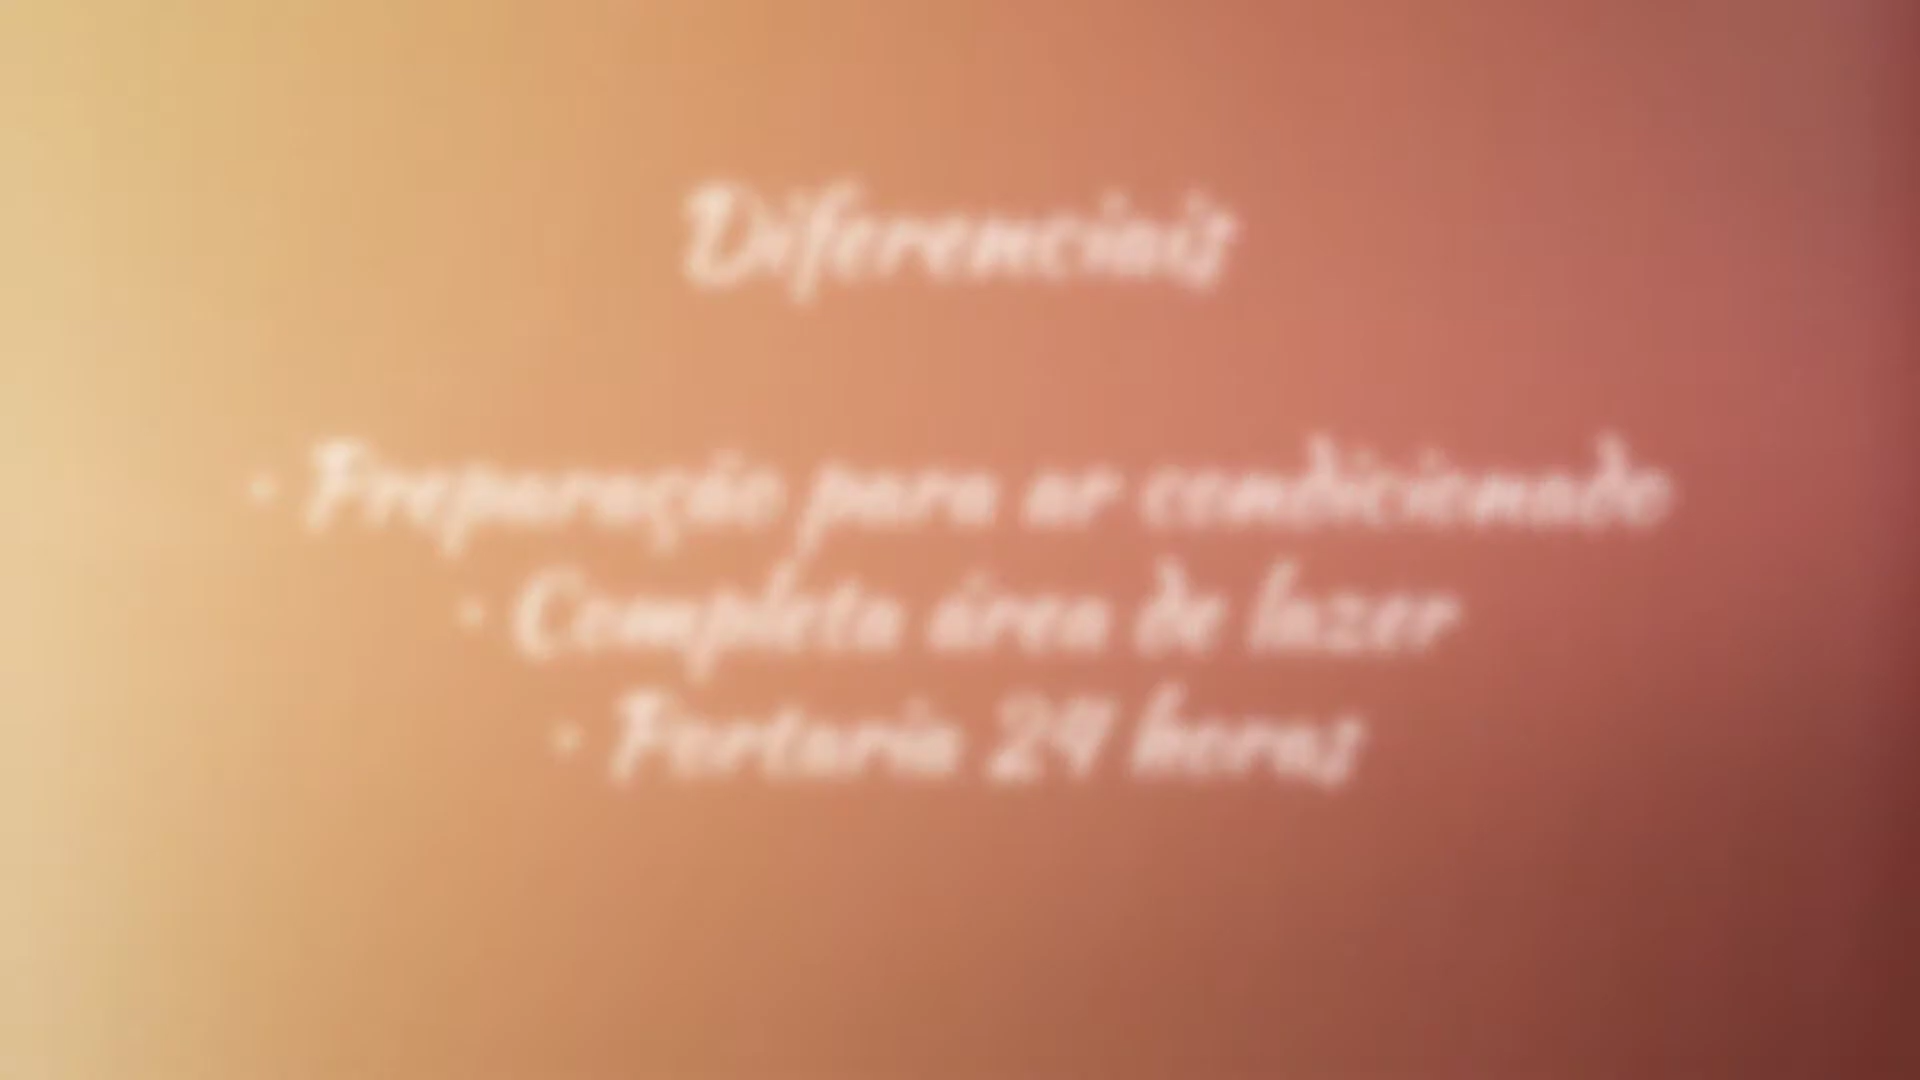 Diferenciais
• Preparação para ar condicionado
• Completa área de lazer
• Portaria 24 horas